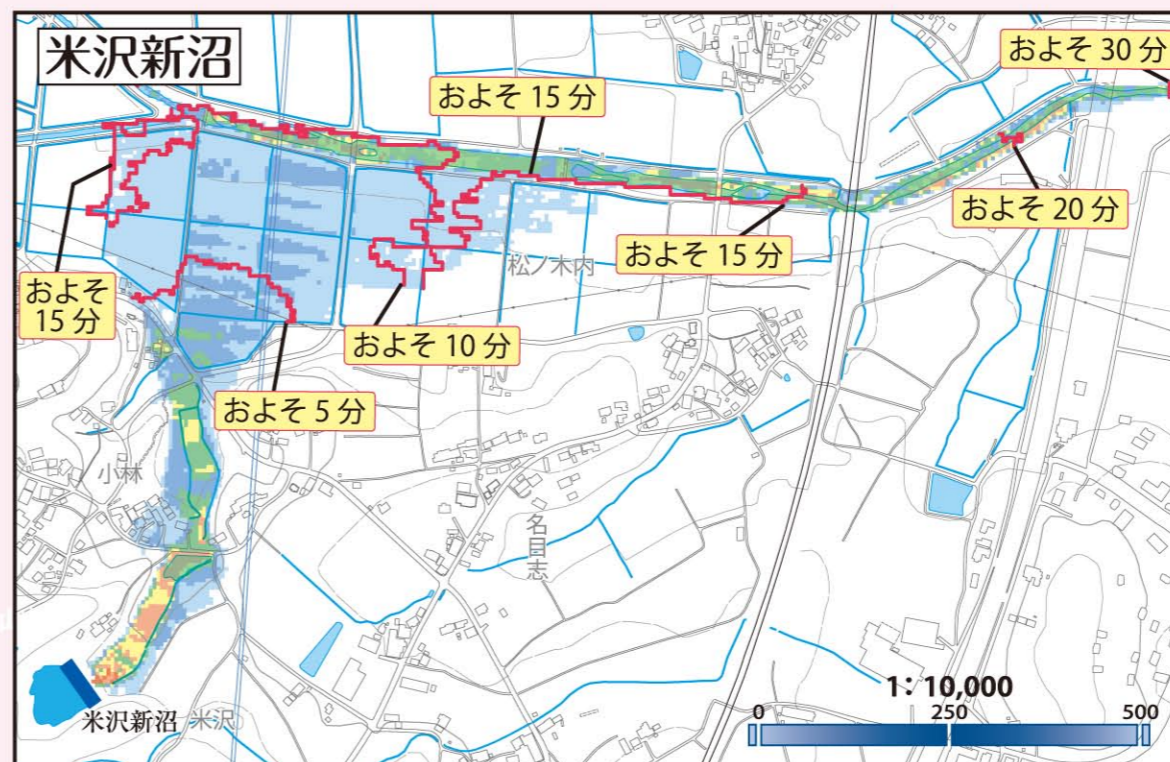 米沢新沼
およそ 30 分
およそ 15 分
およそ 20 分
およそ 15 分
松ノ木内
およそ
15 分
およそ 10 分
およそ 5 分
小林
名目志
1：10,000
0 250 500
米沢新沼 米沢